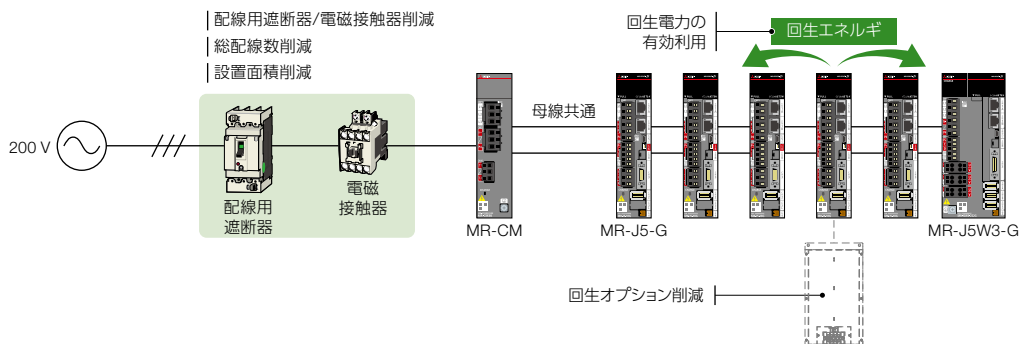 配線用遮断器/電磁接触器削減
総配線数削減
設置面積削減
回生電力の
有効利用
回生エネルギ
母線共通
200 V
配線用
遮断器
電磁
接触器
MR-CM
MR-J5-G
MR-J5W3-G
回生オプション削減